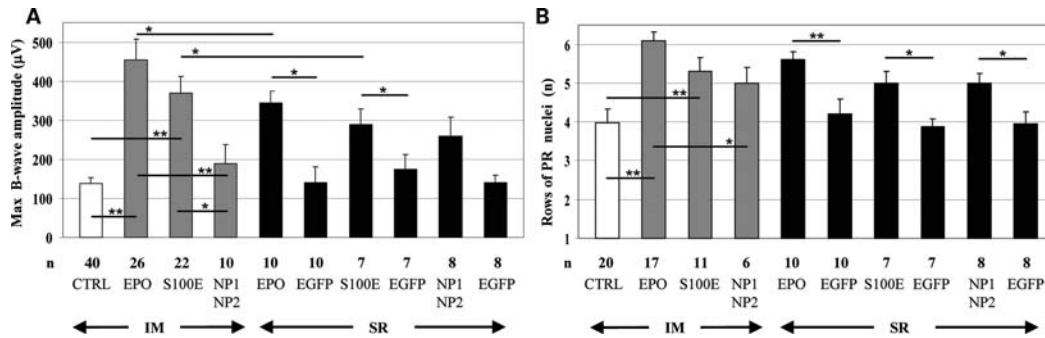 A
Max B-wave amplitude (µV)
500
400
300
200
100
0
* * * * ** ** ** *
n 40 26 22 10 10 10 7 7 8 8
CTRL EPO S100E NP1 EPO EGFP S100E EGFP NP1 EGFP
NP2 NP2
IM SR
B
Rows of PR nuclei (n)
6
5
4
3
2
1
** * * ** * **
n 20 17 11 6 10 10 7 7 8 8
CTRL EPO S100E NP1 EPO EGFP S100E EGFP NP1 EGFP
NP2 NP2
IM SR